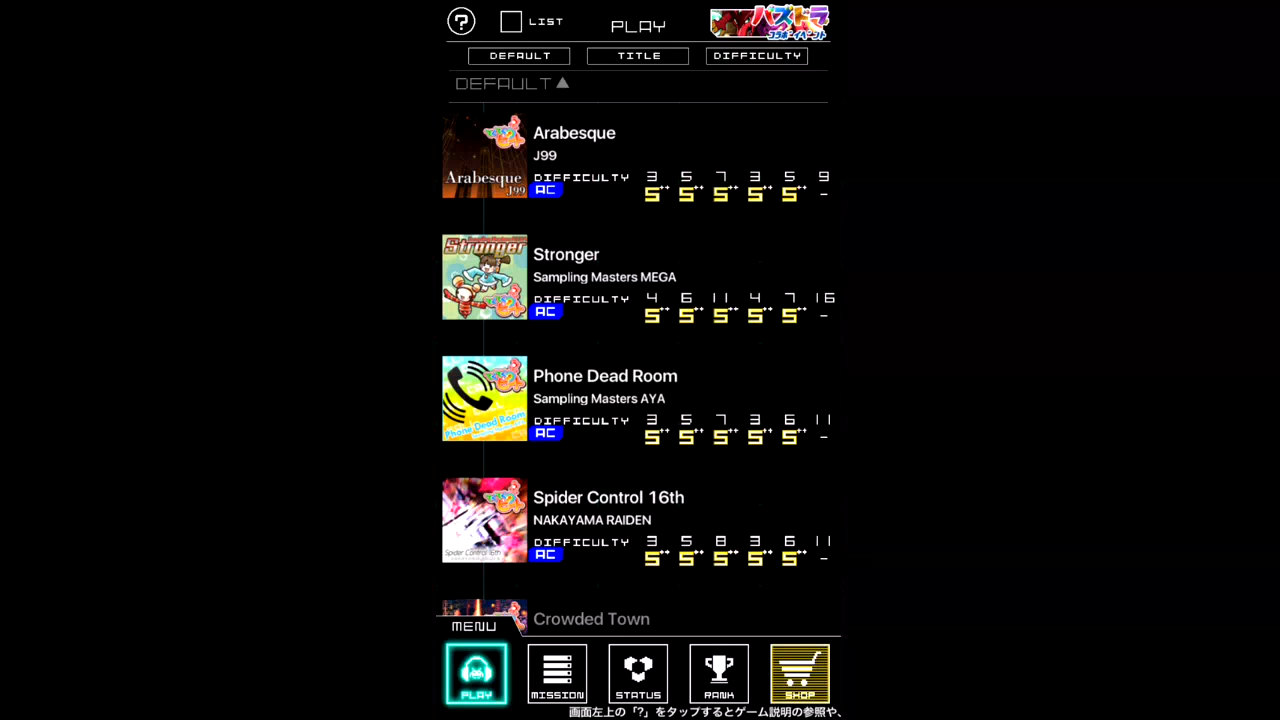 ?
LIST
PLAY
パズドラ
コラボイベント
DEFAULT
TITLE
DIFFICULTY
DEFAULT▲
Arabesque
J99
Arabesque
J99
DIFFICULTY 3 5 7 3 5 9
AC S++ S++ S++ S++ S++ -
Stronger
Stronger
Sampling Masters MEGA
DIFFICULTY 4 6 11 4 7 16
AC S++ S++ S++ S++ S++ -
Phone Dead Room
Sampling Masters AYA
Phone Dead Room
DIFFICULTY 3 5 7 3 6 11
AC S++ S++ S++ S++ S++ -
Spider Control 16th
NAKAYAMA RAIDEN
Spider Control 16th
DIFFICULTY 3 5 8 3 6 11
AC S++ S++ S++ S++ S++ -
Crowded Town
MENU
PLAY
MISSION
STATUS
RANK
SHOP
画面左上の「?」をタップするとゲーム説明の参照や、